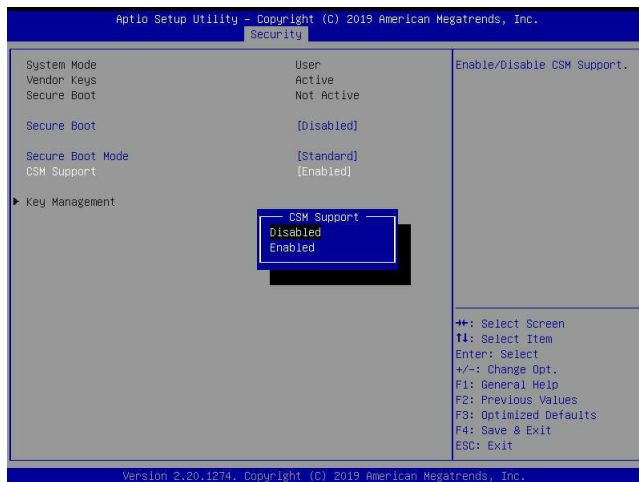 Aptio Setup Utility – Copyright (C) 2019 American Megatrends, Inc.
Security
System Mode User
Vendor Keys Active
Secure Boot Not Active
Secure Boot [Disabled]
Secure Boot Mode [Standard]
CSM Support [Enabled]
Key Management
CSM Support
Disabled
Enabled
Enable/Disable CSM Support.
→←: Select Screen
↑↓: Select Item
Enter: Select
+/-: Change Opt.
F1: General Help
F2: Previous Values
F3: Optimized Defaults
F4: Save & Exit
ESC: Exit
Version 2.20.1274. Copyright (C) 2019 American Megatrends, Inc.